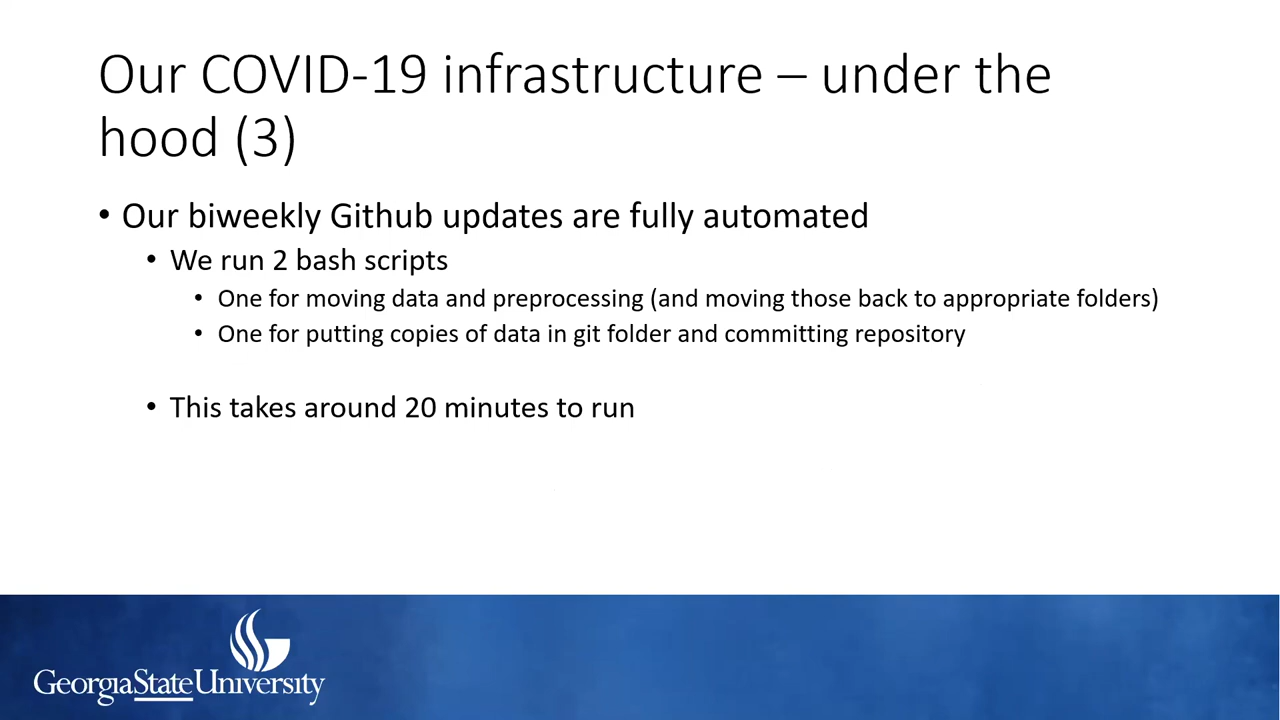 Our COVID-19 infrastructure – under the
hood (3)
• Our biweekly Github updates are fully automated
• We run 2 bash scripts
• One for moving data and preprocessing (and moving those back to appropriate folders)
• One for putting copies of data in git folder and committing repository
• This takes around 20 minutes to run
GeorgiaStateUniversity